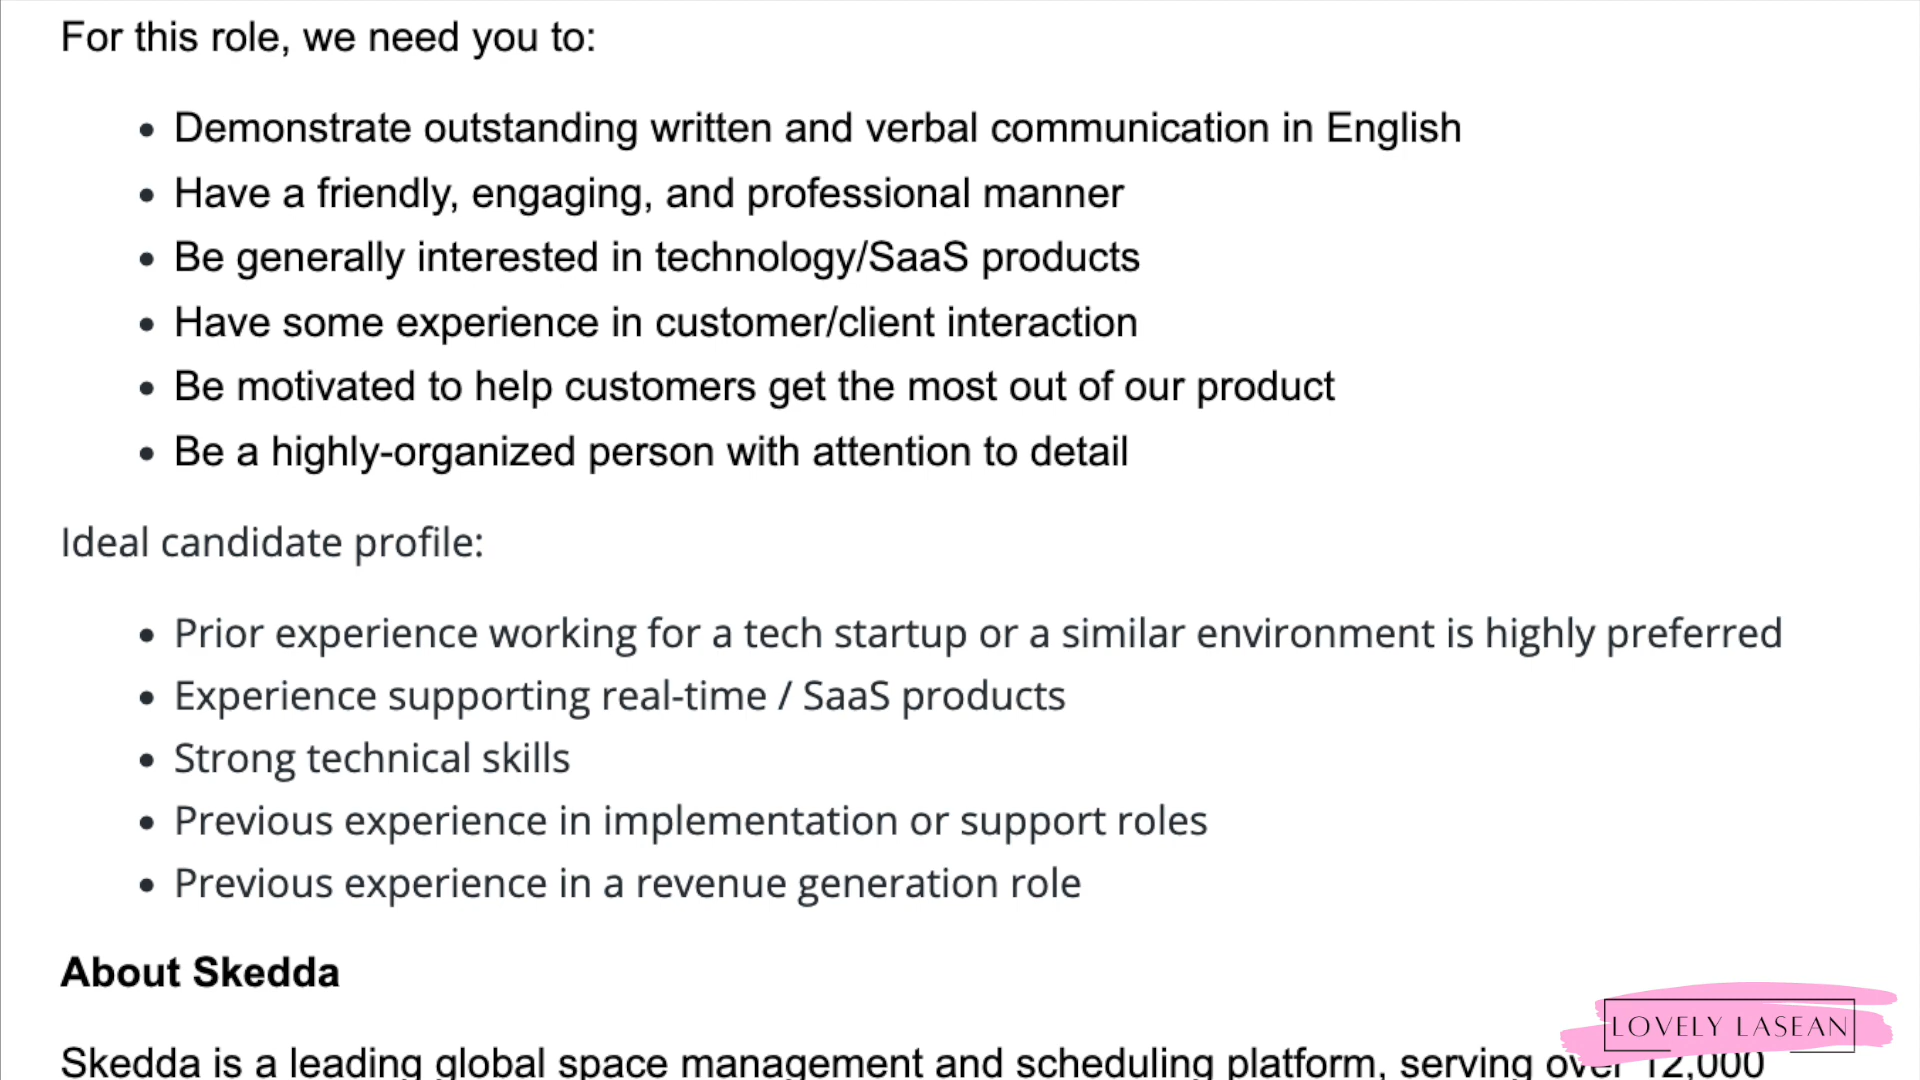 For this role, we need you to:
• Demonstrate outstanding written and verbal communication in English
• Have a friendly, engaging, and professional manner
• Be generally interested in technology/SaaS products
• Have some experience in customer/client interaction
• Be motivated to help customers get the most out of our product
• Be a highly-organized person with attention to detail
Ideal candidate profile:
• Prior experience working for a tech startup or a similar environment is highly preferred
• Experience supporting real-time / SaaS products
• Strong technical skills
• Previous experience in implementation or support roles
• Previous experience in a revenue generation role
About Skedda
Skedda is a leading global space management and scheduling platform, serving over 12,000
LOVELY LASEAN